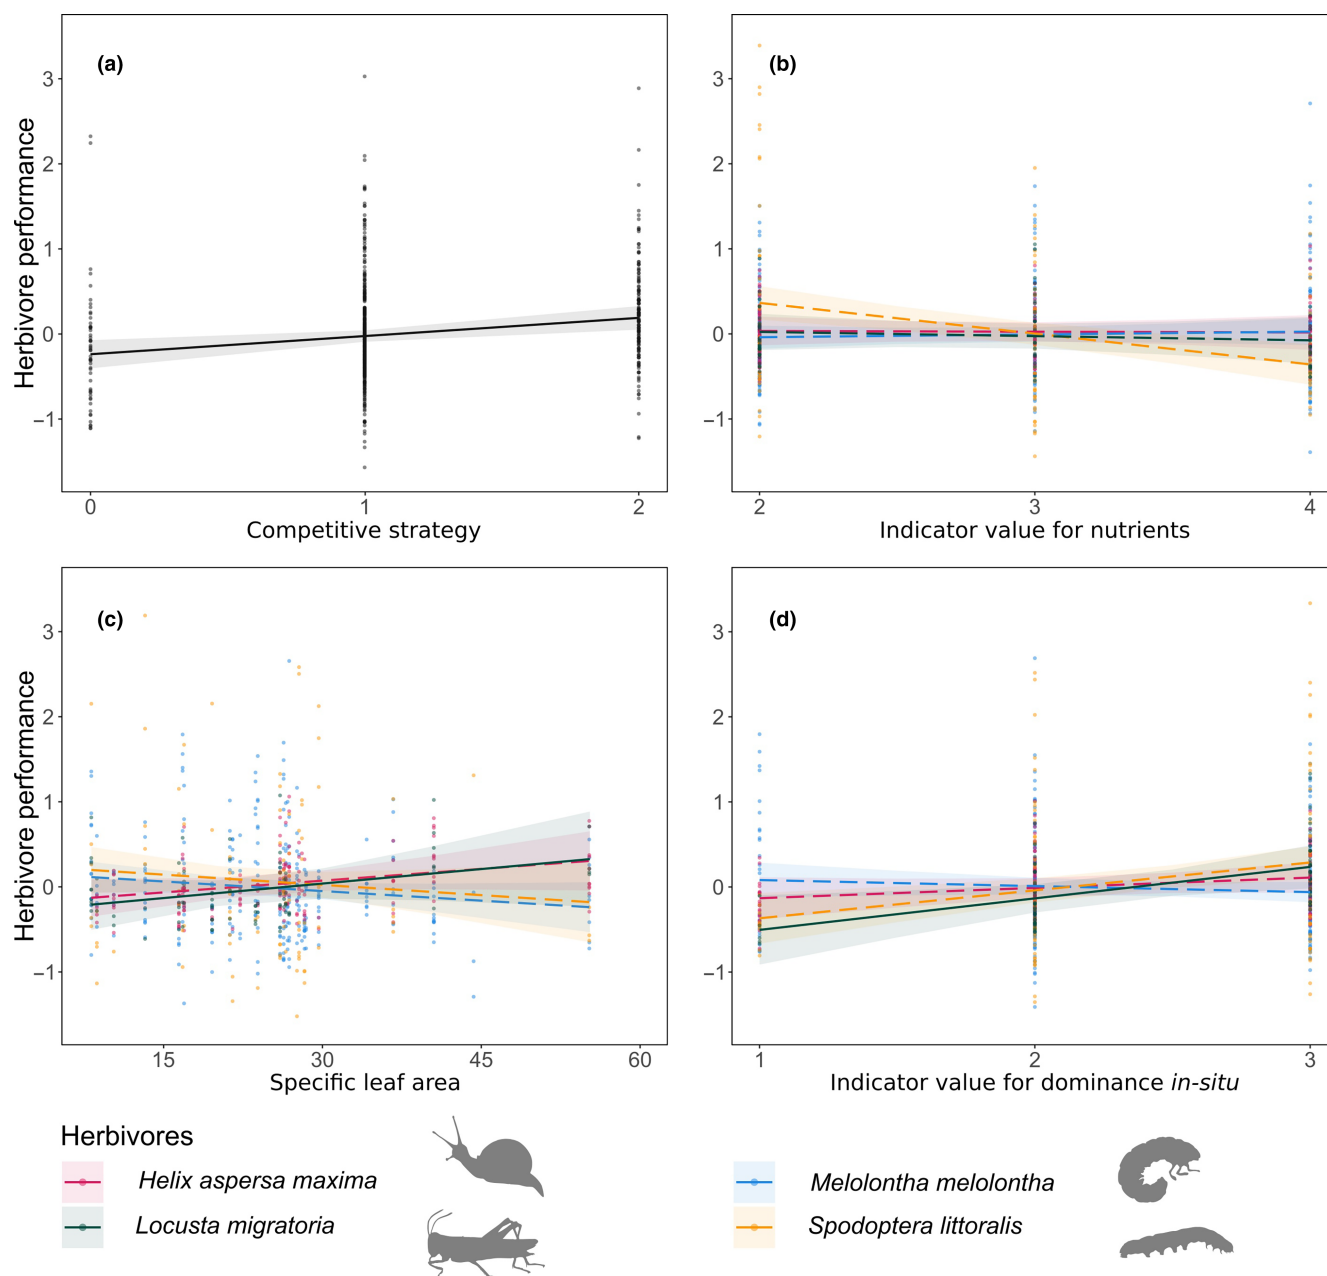 (a)
(b)
3
2
1
0
−1
Herbivore performance
0
1
2
Competitive strategy
3
2
1
0
−1
2
3
4
Indicator value for nutrients
(c)
(d)
3
2
1
0
−1
Herbivore performance
15
30
45
60
Specific leaf area
3
2
1
0
−1
1
2
3
Indicator value for dominance in-situ
Herbivores
Helix aspersa maxima
Locusta migratoria
Melolontha melolontha
Spodoptera littoralis